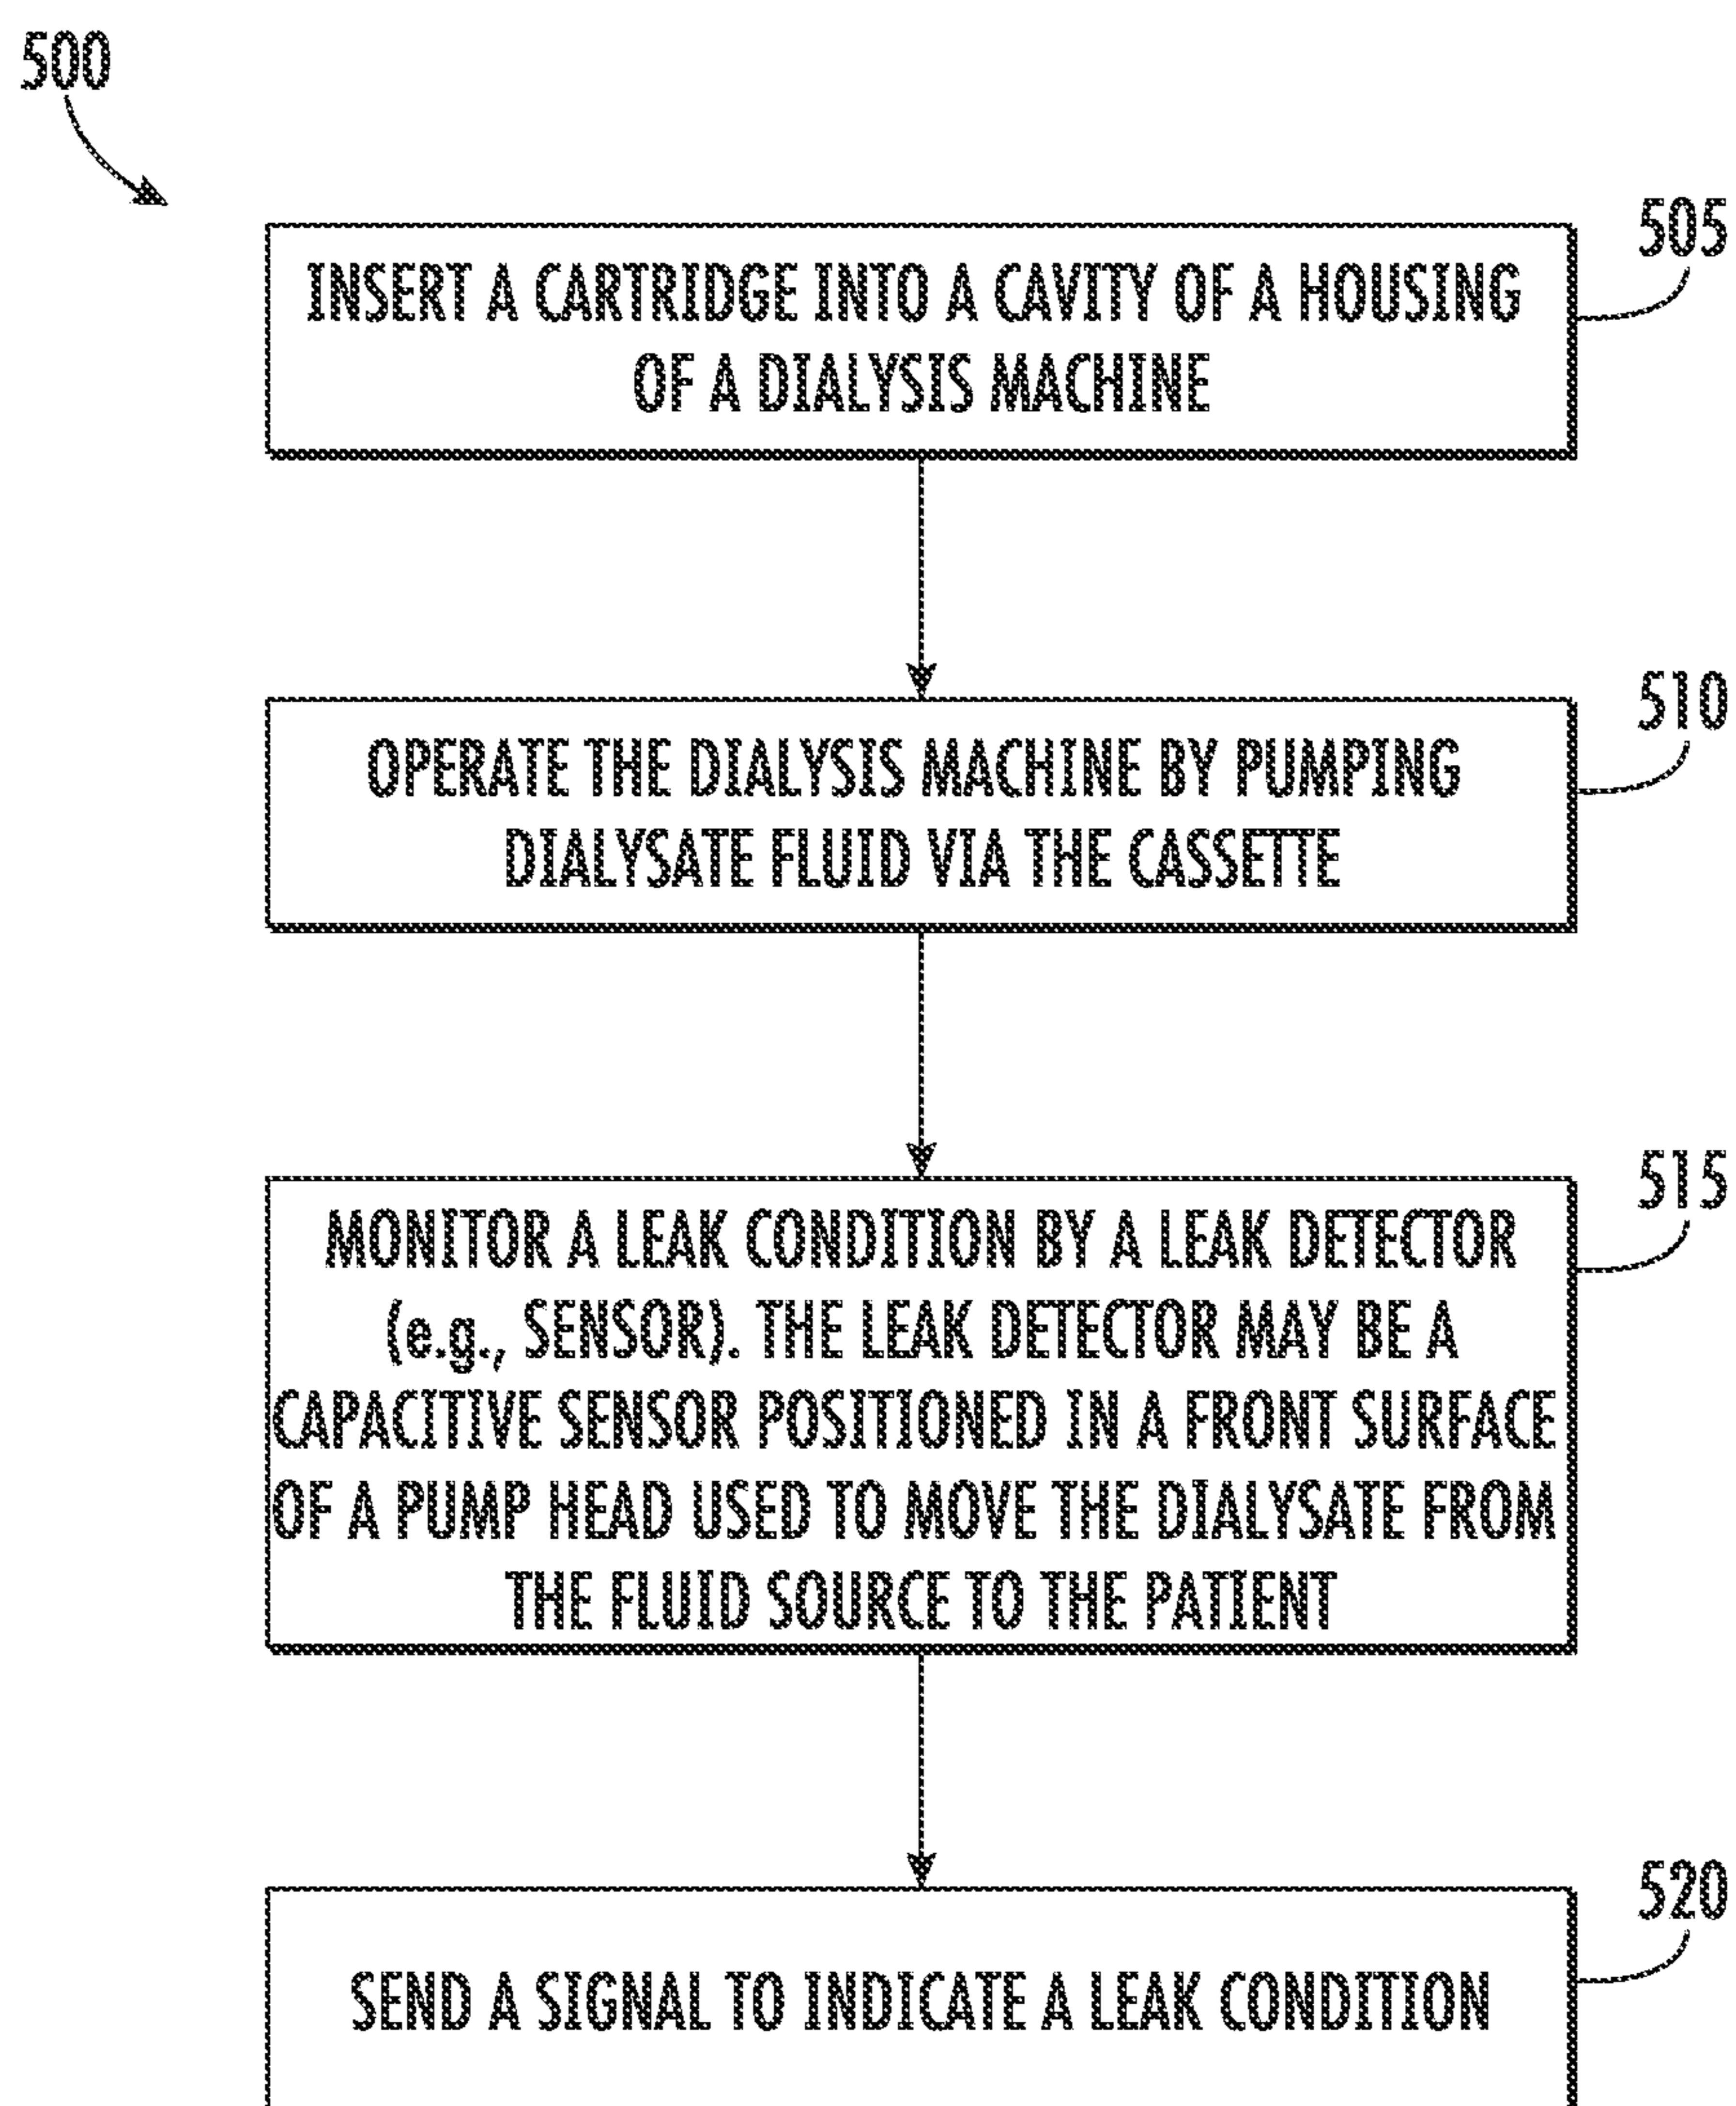 500
505
INSERT A CARTRIDGE INTO A CAVITY OF A HOUSING
OF A DIALYSIS MACHINE
510
OPERATE THE DIALYSIS MACHINE BY PUMPING
DIALYSATE FLUID VIA THE CASSETTE
515
MONITOR A LEAK CONDITION BY A LEAK DETECTOR
(e.g., SENSOR). THE LEAK DETECTOR MAY BE A
CAPACITIVE SENSOR POSITIONED IN A FRONT SURFACE
OF A PUMP HEAD USED TO MOVE THE DIALYSATE FROM
THE FLUID SOURCE TO THE PATIENT
520
SEND A SIGNAL TO INDICATE A LEAK CONDITION